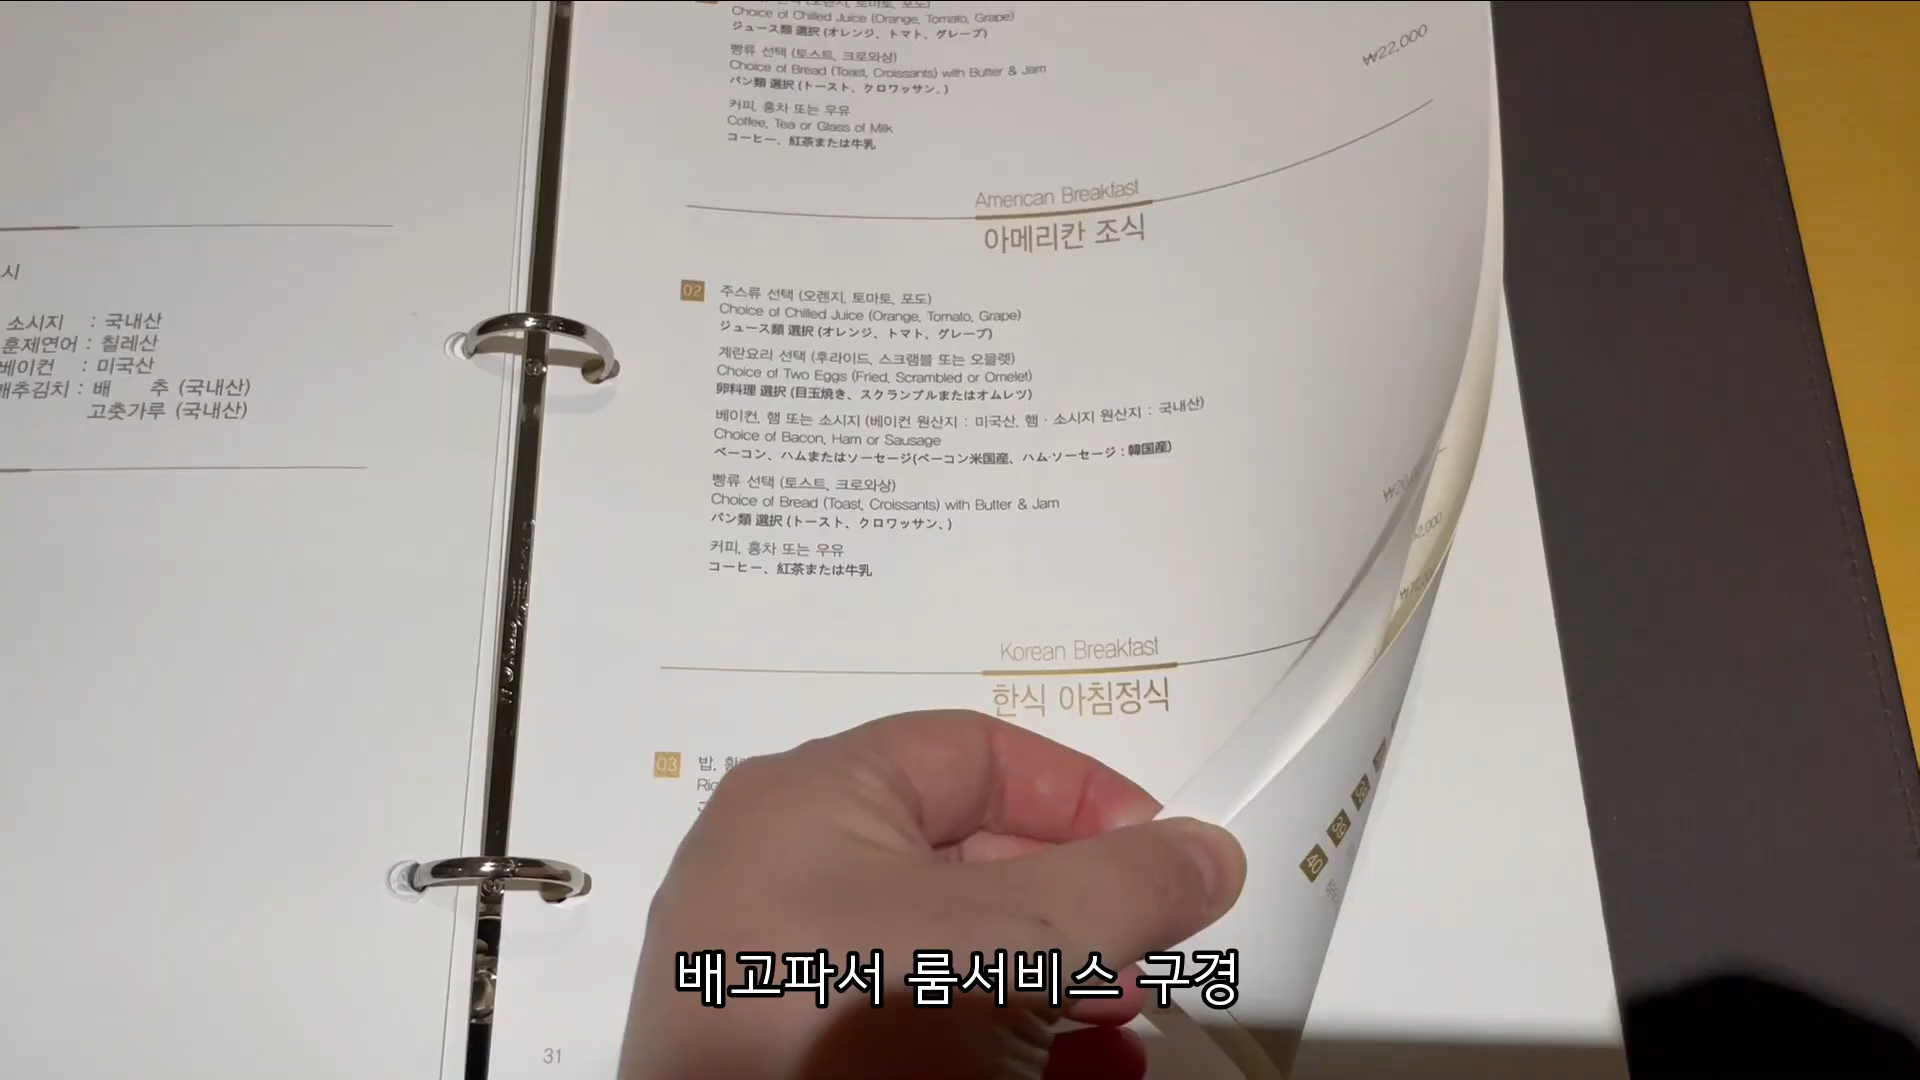 시
소시지 : 국내산
훈제연어 : 칠레산
베이컨 : 미국산
배추김치 : 배 추 (국내산)
고춧가루 (국내산)
Choice of Chilled Juice (Orange, Tomato, Grape)
ジュース類 選択 (オレンジ、トマト、グレープ)
빵류 선택 (토스트, 크로와상)
Choice of Bread (Toast, Croissants) with Butter & Jam
パン類 選択 (トースト、クロワッサン、)
커피, 홍차 또는 우유
Coffee, Tea or Glass of Milk
コーヒー、紅茶または牛乳
₩22,000
American Breakfast
아메리칸 조식
02
주스류 선택 (오렌지, 토마토, 포도)
Choice of Chilled Juice (Orange, Tomato, Grape)
ジュース類 選択 (オレンジ、トマト、グレープ)
계란요리 선택 (후라이드, 스크램블 또는 오믈렛)
Choice of Two Eggs (Fried, Scrambled or Omelet)
卵料理 選択 (目玉焼き、スクランブルまたはオムレツ)
베이컨, 햄 또는 소시지 (베이컨 원산지 : 미국산, 햄 · 소시지 원산지 : 국내산)
Choice of Bacon, Ham or Sausage
ベーコン、ハムまたはソーセージ(ベーコン米国産、ハム·ソーセージ : 韓国産)
빵류 선택 (토스트, 크로와상)
Choice of Bread (Toast, Croissants) with Butter & Jam
パン類 選択 (トースト、クロワッサン、)
커피, 홍차 또는 우유
コーヒー、紅茶または牛乳
Korean Breakfast
한식 아침정식
03
밥,
38
39
40
배고파서 룸서비스 구경
31